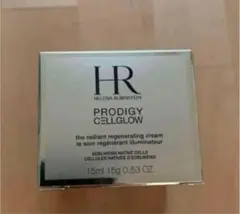 HR
HELENA RUBINSTEIN
PRODIGY
CELLGLOW
the radiant regenerating cream
le soin régénérant illuminateur
EDELWEISS NATIVE CELLS
CELLULES NATIVES D'EDELWEISS
15ml 15g 0.53 OZ.